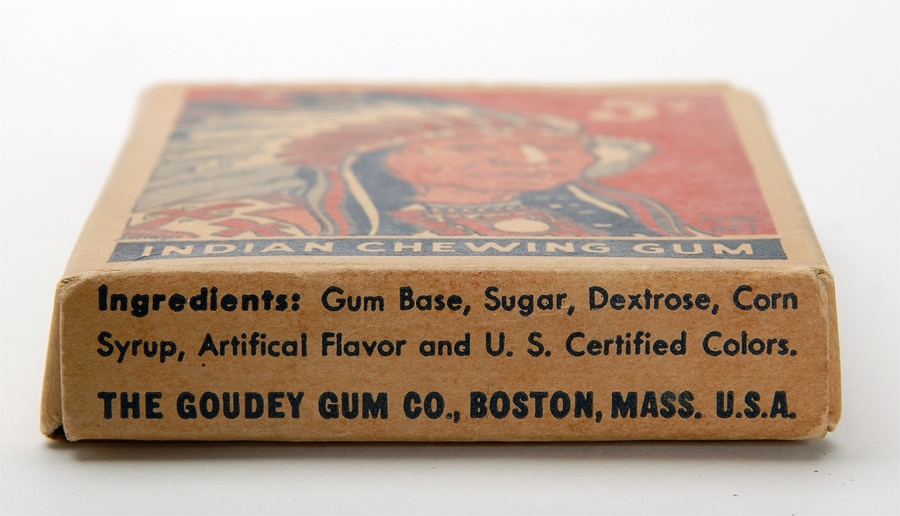 INDIAN CHEWING GUM
Ingredients: Gum Base, Sugar, Dextrose, Corn
Syrup, Artifical Flavor and U. S. Certified Colors.
THE GOUDEY GUM CO., BOSTON, MASS. U.S.A.